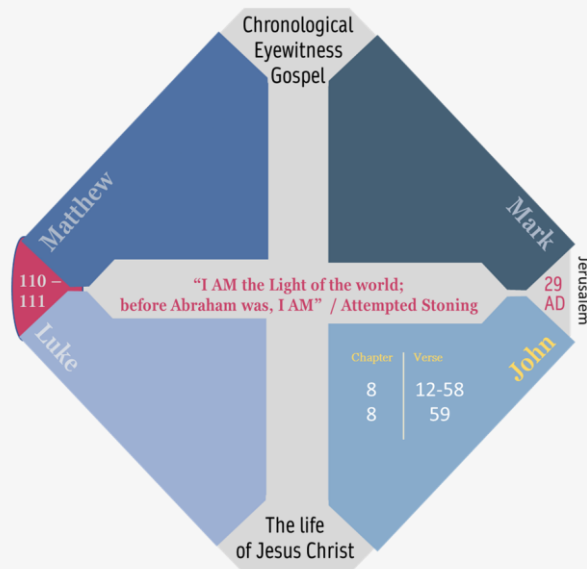 Chronological
Eyewitness
Gospel
Matthew
Mark
110 –
111
“I AM the Light of the world;
before Abraham was, I AM” / Attempted Stoning
29
AD
Jerusalem
Luke
John
Chapter Verse
8 12-58
8 59
The life
of Jesus Christ